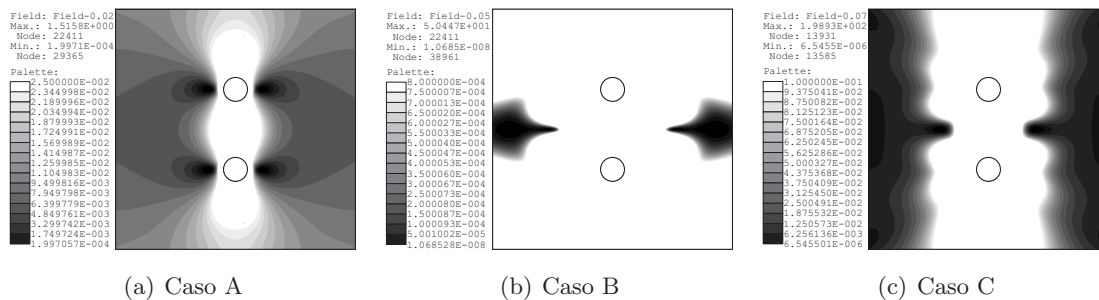 Field: Field-0.02
Max.: 1.5158E+000
Node: 22411
Min.: 1.9971E-004
Node: 29365
Palette:
2.500000E-002
2.344998E-002
2.189996E-002
2.034994E-002
1.879993E-002
1.724991E-002
1.569989E-002
1.414987E-002
1.259985E-002
1.104983E-002
9.499816E-003
7.949798E-003
6.399779E-003
4.849761E-003
3.299742E-003
1.749724E-003
1.997057E-004
(a) Caso A
Field: Field-0.05
Max.: 5.0447E+001
Node: 22411
Min.: 1.0685E-008
Node: 38961
Palette:
8.000000E-004
7.500007E-004
7.000013E-004
6.500020E-004
6.000027E-004
5.500033E-004
5.000040E-004
4.500047E-004
4.000053E-004
3.500060E-004
3.000067E-004
2.500073E-004
2.000080E-004
1.500087E-004
1.000093E-004
5.001002E-005
1.068528E-008
(b) Caso B
Field: Field-0.07
Max.: 1.9893E+002
Node: 13931
Min.: 6.5455E-006
Node: 13585
Palette:
1.000000E-001
9.375041E-002
8.750082E-002
8.125123E-002
7.500164E-002
6.875205E-002
6.250245E-002
5.625286E-002
5.000327E-002
4.375368E-002
3.750409E-002
3.125450E-002
2.500491E-002
1.875532E-002
1.250573E-002
6.256136E-003
6.545501E-006
(c) Caso C